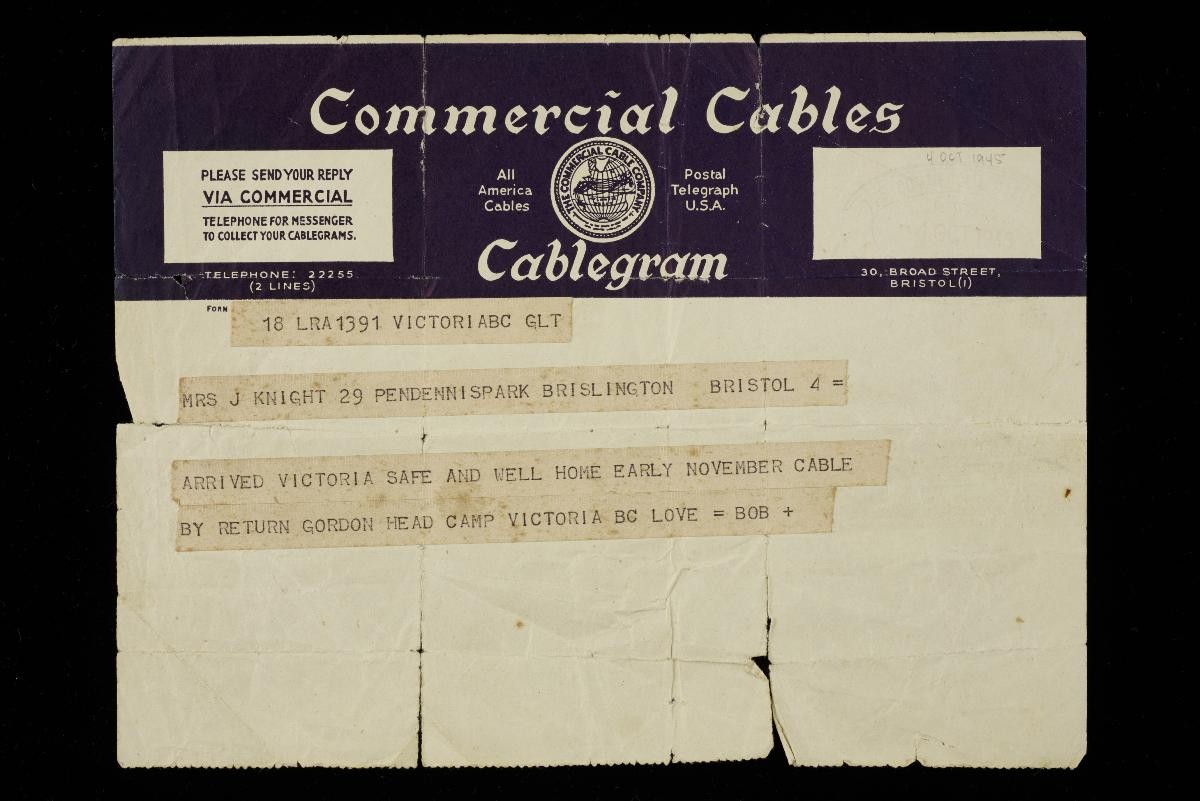 Commercial Cables
PLEASE SEND YOUR REPLY
VIA COMMERCIAL
TELEPHONE FOR MESSENGER
TO COLLECT YOUR CABLEGRAMS.
All
America
Cables
THE COMMERCIAL CABLE COMPANY
Postal
Telegraph
U.S.A.
4 OCT 1945
Cablegram
TELEPHONE: 22255
(2 LINES)
30, BROAD STREET,
BRISTOL(1)
FORM
18 LRA1391 VICTORIABC GLT
MRS J KNIGHT 29 PENDENNISPARK BRISLINGTON BRISTOL 4 =
ARRIVED VICTORIA SAFE AND WELL HOME EARLY NOVEMBER CABLE
BY RETURN GORDON HEAD CAMP VICTORIA BC LOVE = BOB +